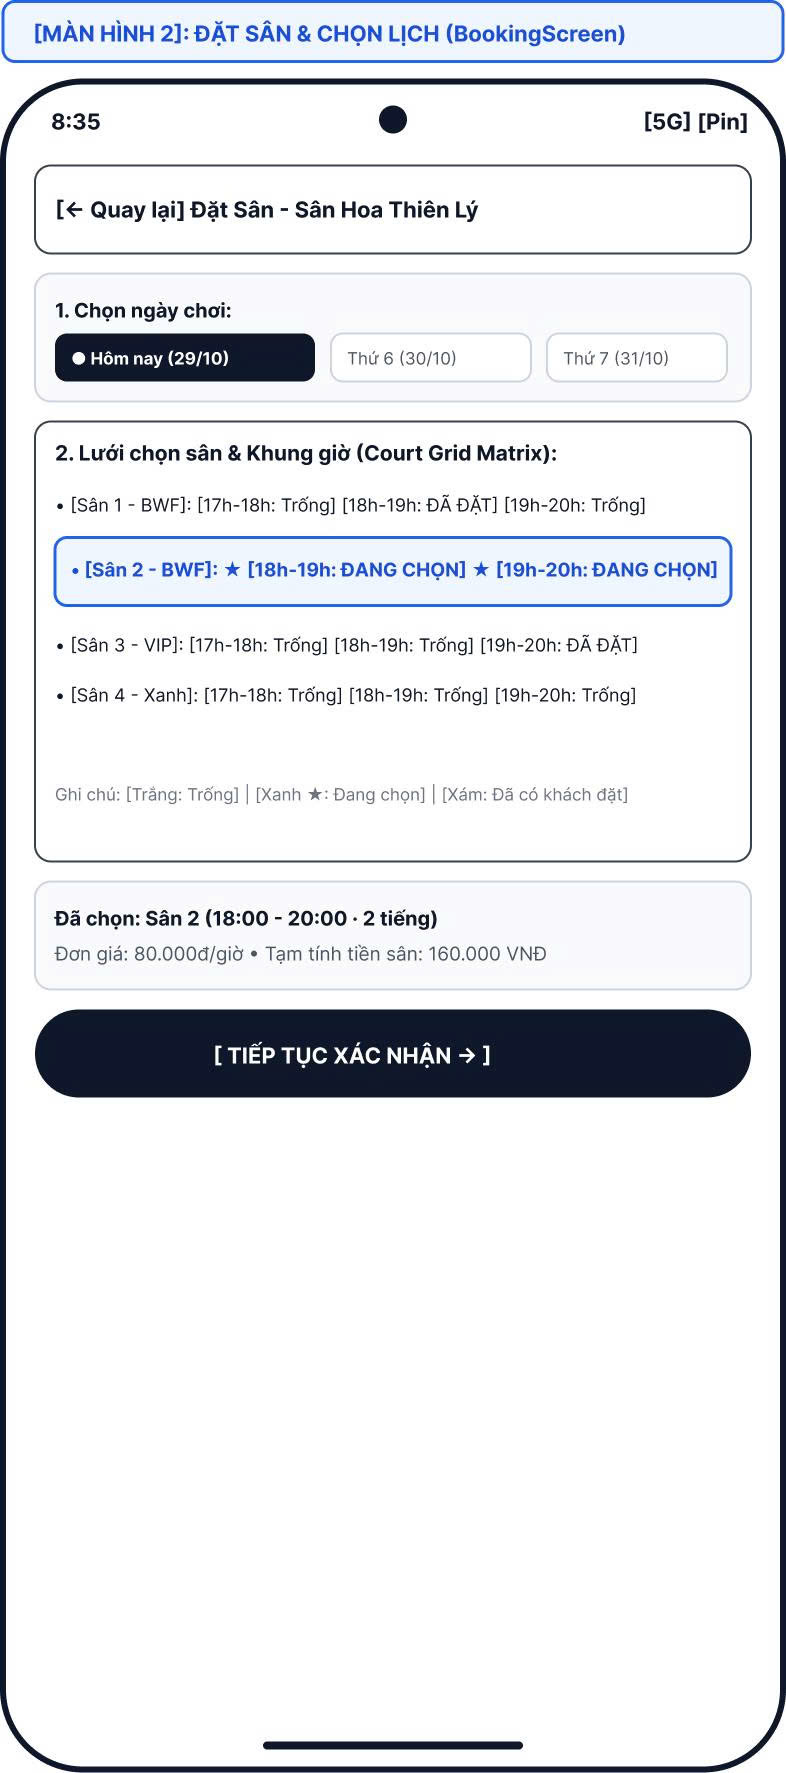 [MÀN HÌNH 2]: ĐẶT SÂN & CHỌN LỊCH (BookingScreen)
8:35 [5G] [Pin]
[← Quay lại] Đặt Sân - Sân Hoa Thiên Lý
1. Chọn ngày chơi:
● Hôm nay (29/10) Thứ 6 (30/10) Thứ 7 (31/10)
2. Lưới chọn sân & Khung giờ (Court Grid Matrix):
• [Sân 1 - BWF]: [17h-18h: Trống] [18h-19h: ĐÃ ĐẶT] [19h-20h: Trống]
• [Sân 2 - BWF]: ★ [18h-19h: ĐANG CHỌN] ★ [19h-20h: ĐANG CHỌN]
• [Sân 3 - VIP]: [17h-18h: Trống] [18h-19h: Trống] [19h-20h: ĐÃ ĐẶT]
• [Sân 4 - Xanh]: [17h-18h: Trống] [18h-19h: Trống] [19h-20h: Trống]
Ghi chú: [Trắng: Trống] | [Xanh ★: Đang chọn] | [Xám: Đã có khách đặt]
Đã chọn: Sân 2 (18:00 - 20:00 · 2 tiếng)
Đơn giá: 80.000đ/giờ • Tạm tính tiền sân: 160.000 VNĐ
[ TIẾP TỤC XÁC NHẬN → ]